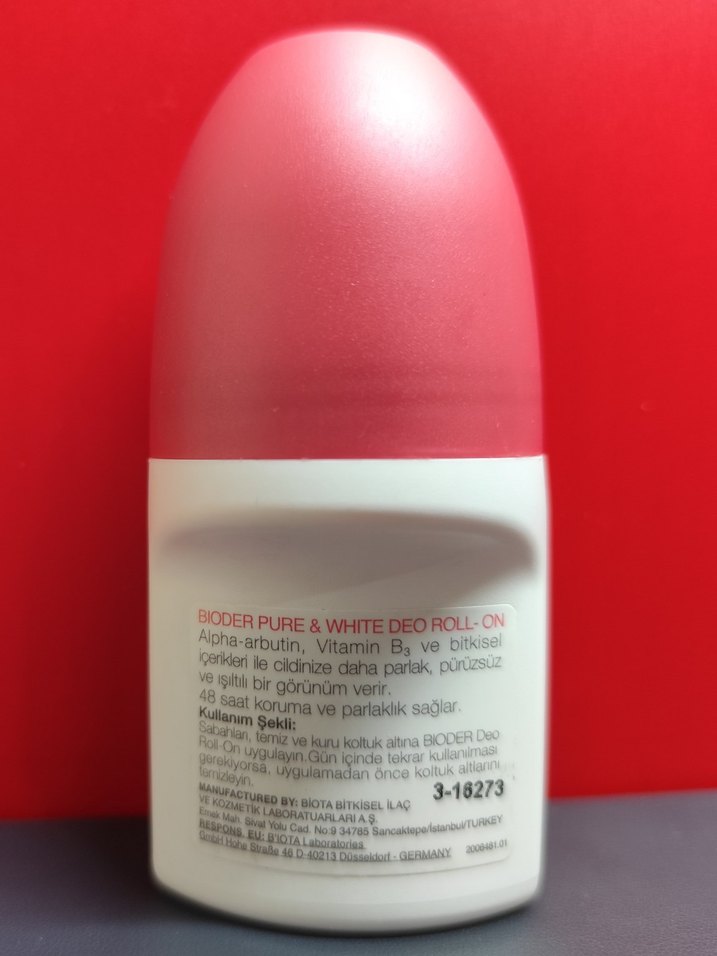 BIODER PURE & WHITE DEO ROLL- ON
Alpha-arbutin, Vitamin B₃ ve bitkisel
içerikleri ile cildinize daha parlak, pürüzsüz
ve ışıltılı bir görünüm verir.
48 saat koruma ve parlaklık sağlar.
Kullanım Şekli:
Sabahları, temiz ve kuru koltuk altına BIODER Deo
Roll-On uygulayın.Gün içinde tekrar kullanılması
gerekiyorsa, uygulamadan önce koltuk altlarını
temizleyin.
3-16273
MANUFACTURED BY: BİOTA BİTKİSEL İLAÇ
VE KOZMETİK LABORATUARLARI A.Ş.
Emek Mah. Sivat Yolu Cad. No:9 34785 Sancaktepe/İstanbul/TURKEY
RESPONS. EU: B'IOTA Laboratories
GmbH Hohe Straße 46 D-40213 Düsseldorf - GERMANY 2008481.01